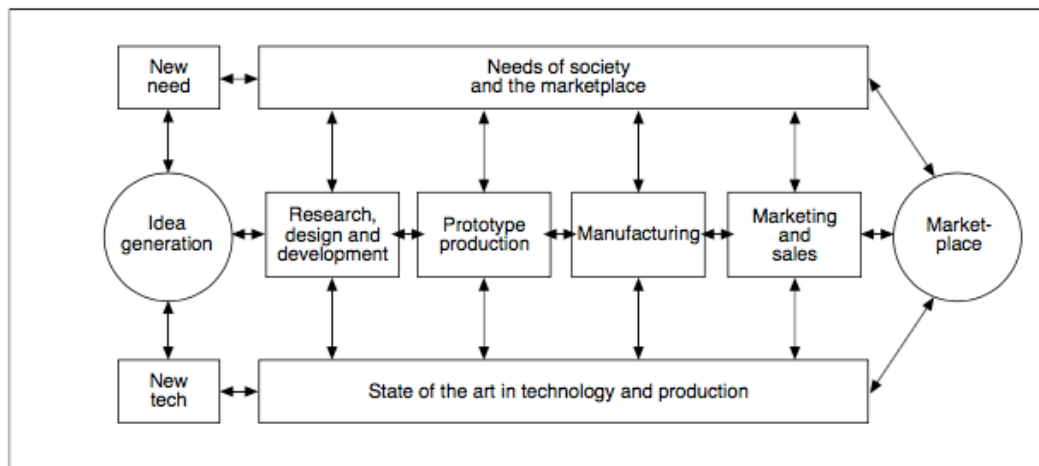 New
need
Needs of society
and the marketplace
Idea
generation
Research,
design and
development
Prototype
production
Manufacturing
Marketing
and
sales
Market-
place
New
tech
State of the art in technology and production